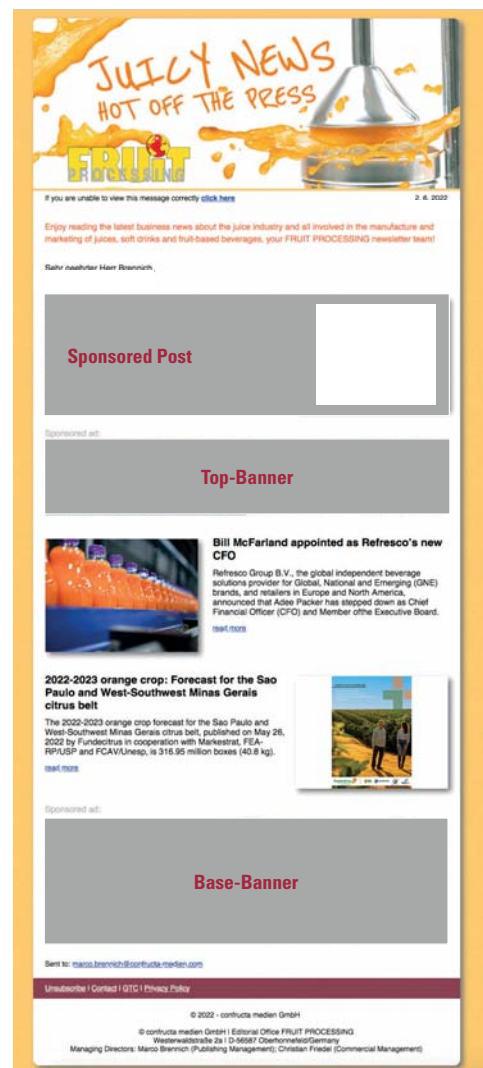 JUICY NEWS
HOT OFF THE PRESS
FRUIT
PROCESSING
If you are unable to view this message correctly click here
2. 6. 2022
Enjoy reading the latest business news about the juice industry and all involved in the manufacture and
marketing of juices, soft drinks and fruit-based beverages, your FRUIT PROCESSING newsletter team!
Sehr geehrter Herr Brennich,
Sponsored Post
Sponsored ad:
Top-Banner
Bill McFarland appointed as Refresco's new
CFO
Refresco Group B.V., the global independent beverage
solutions provider for Global, National and Emerging (GNE)
brands, and retailers in Europe and North America,
announced that Adee Packer has stepped down as Chief
Financial Officer (CFO) and Member ofthe Executive Board.
read more
2022-2023 orange crop: Forecast for the Sao
Paulo and West-Southwest Minas Gerais
citrus belt
The 2022-2023 orange crop forecast for the Sao Paulo and
West-Southwest Minas Gerais citrus belt, published on May 26,
2022 by Fundecitrus in cooperation with Markestrat, FEA-
RP/USP and FCAV/Unesp, is 316.95 million boxes (40.8 kg).
read more
Sponsored ad:
Base-Banner
Sent to: marco.brennich@confructa-medien.com
Unsubscribe I Contact I GTC I Privacy Policy
© 2022 - confructa medien GmbH
© confructa medien GmbH I Editorial Office FRUIT PROCESSING
Westerwaldstraße 2a I D-56587 Oberhonnefeld/Germany
Managing Directors: Marco Brennich (Publishing Management); Christian Friedel (Commercial Management)